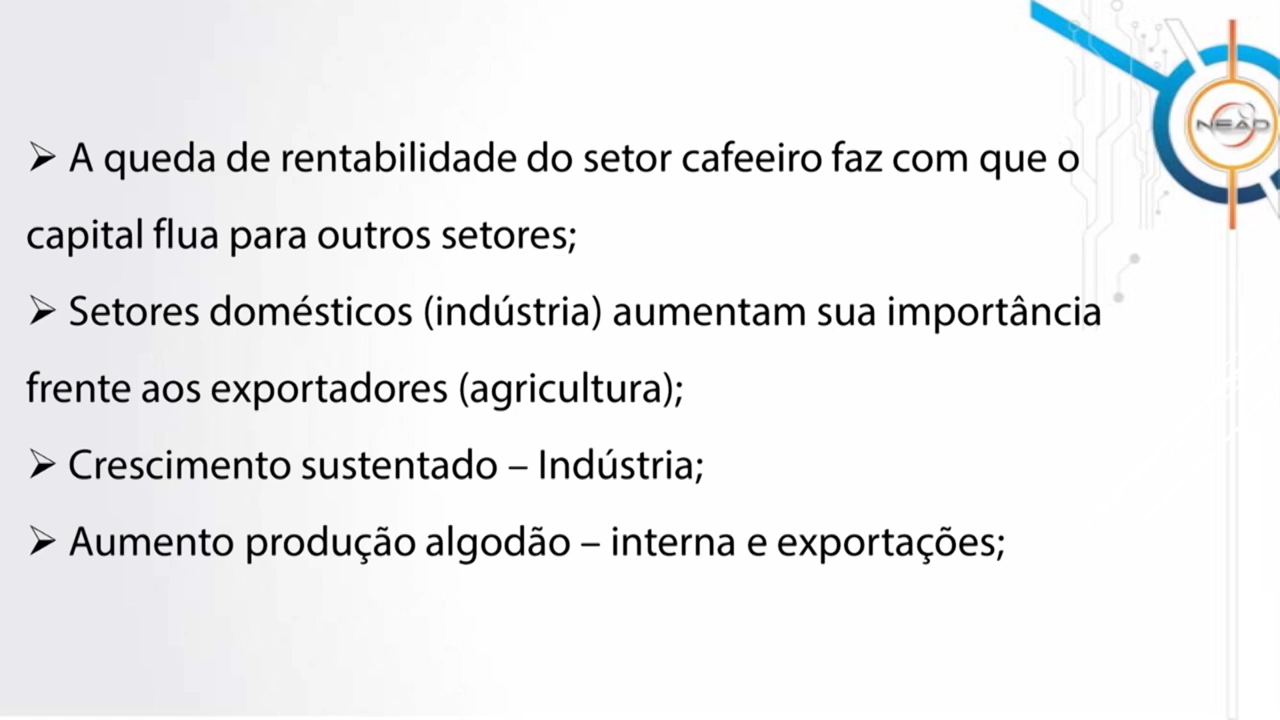 NEAD
➢ A queda de rentabilidade do setor cafeeiro faz com que o
capital flua para outros setores;
➢ Setores domésticos (indústria) aumentam sua importância
frente aos exportadores (agricultura);
➢ Crescimento sustentado – Indústria;
➢ Aumento produção algodão – interna e exportações;